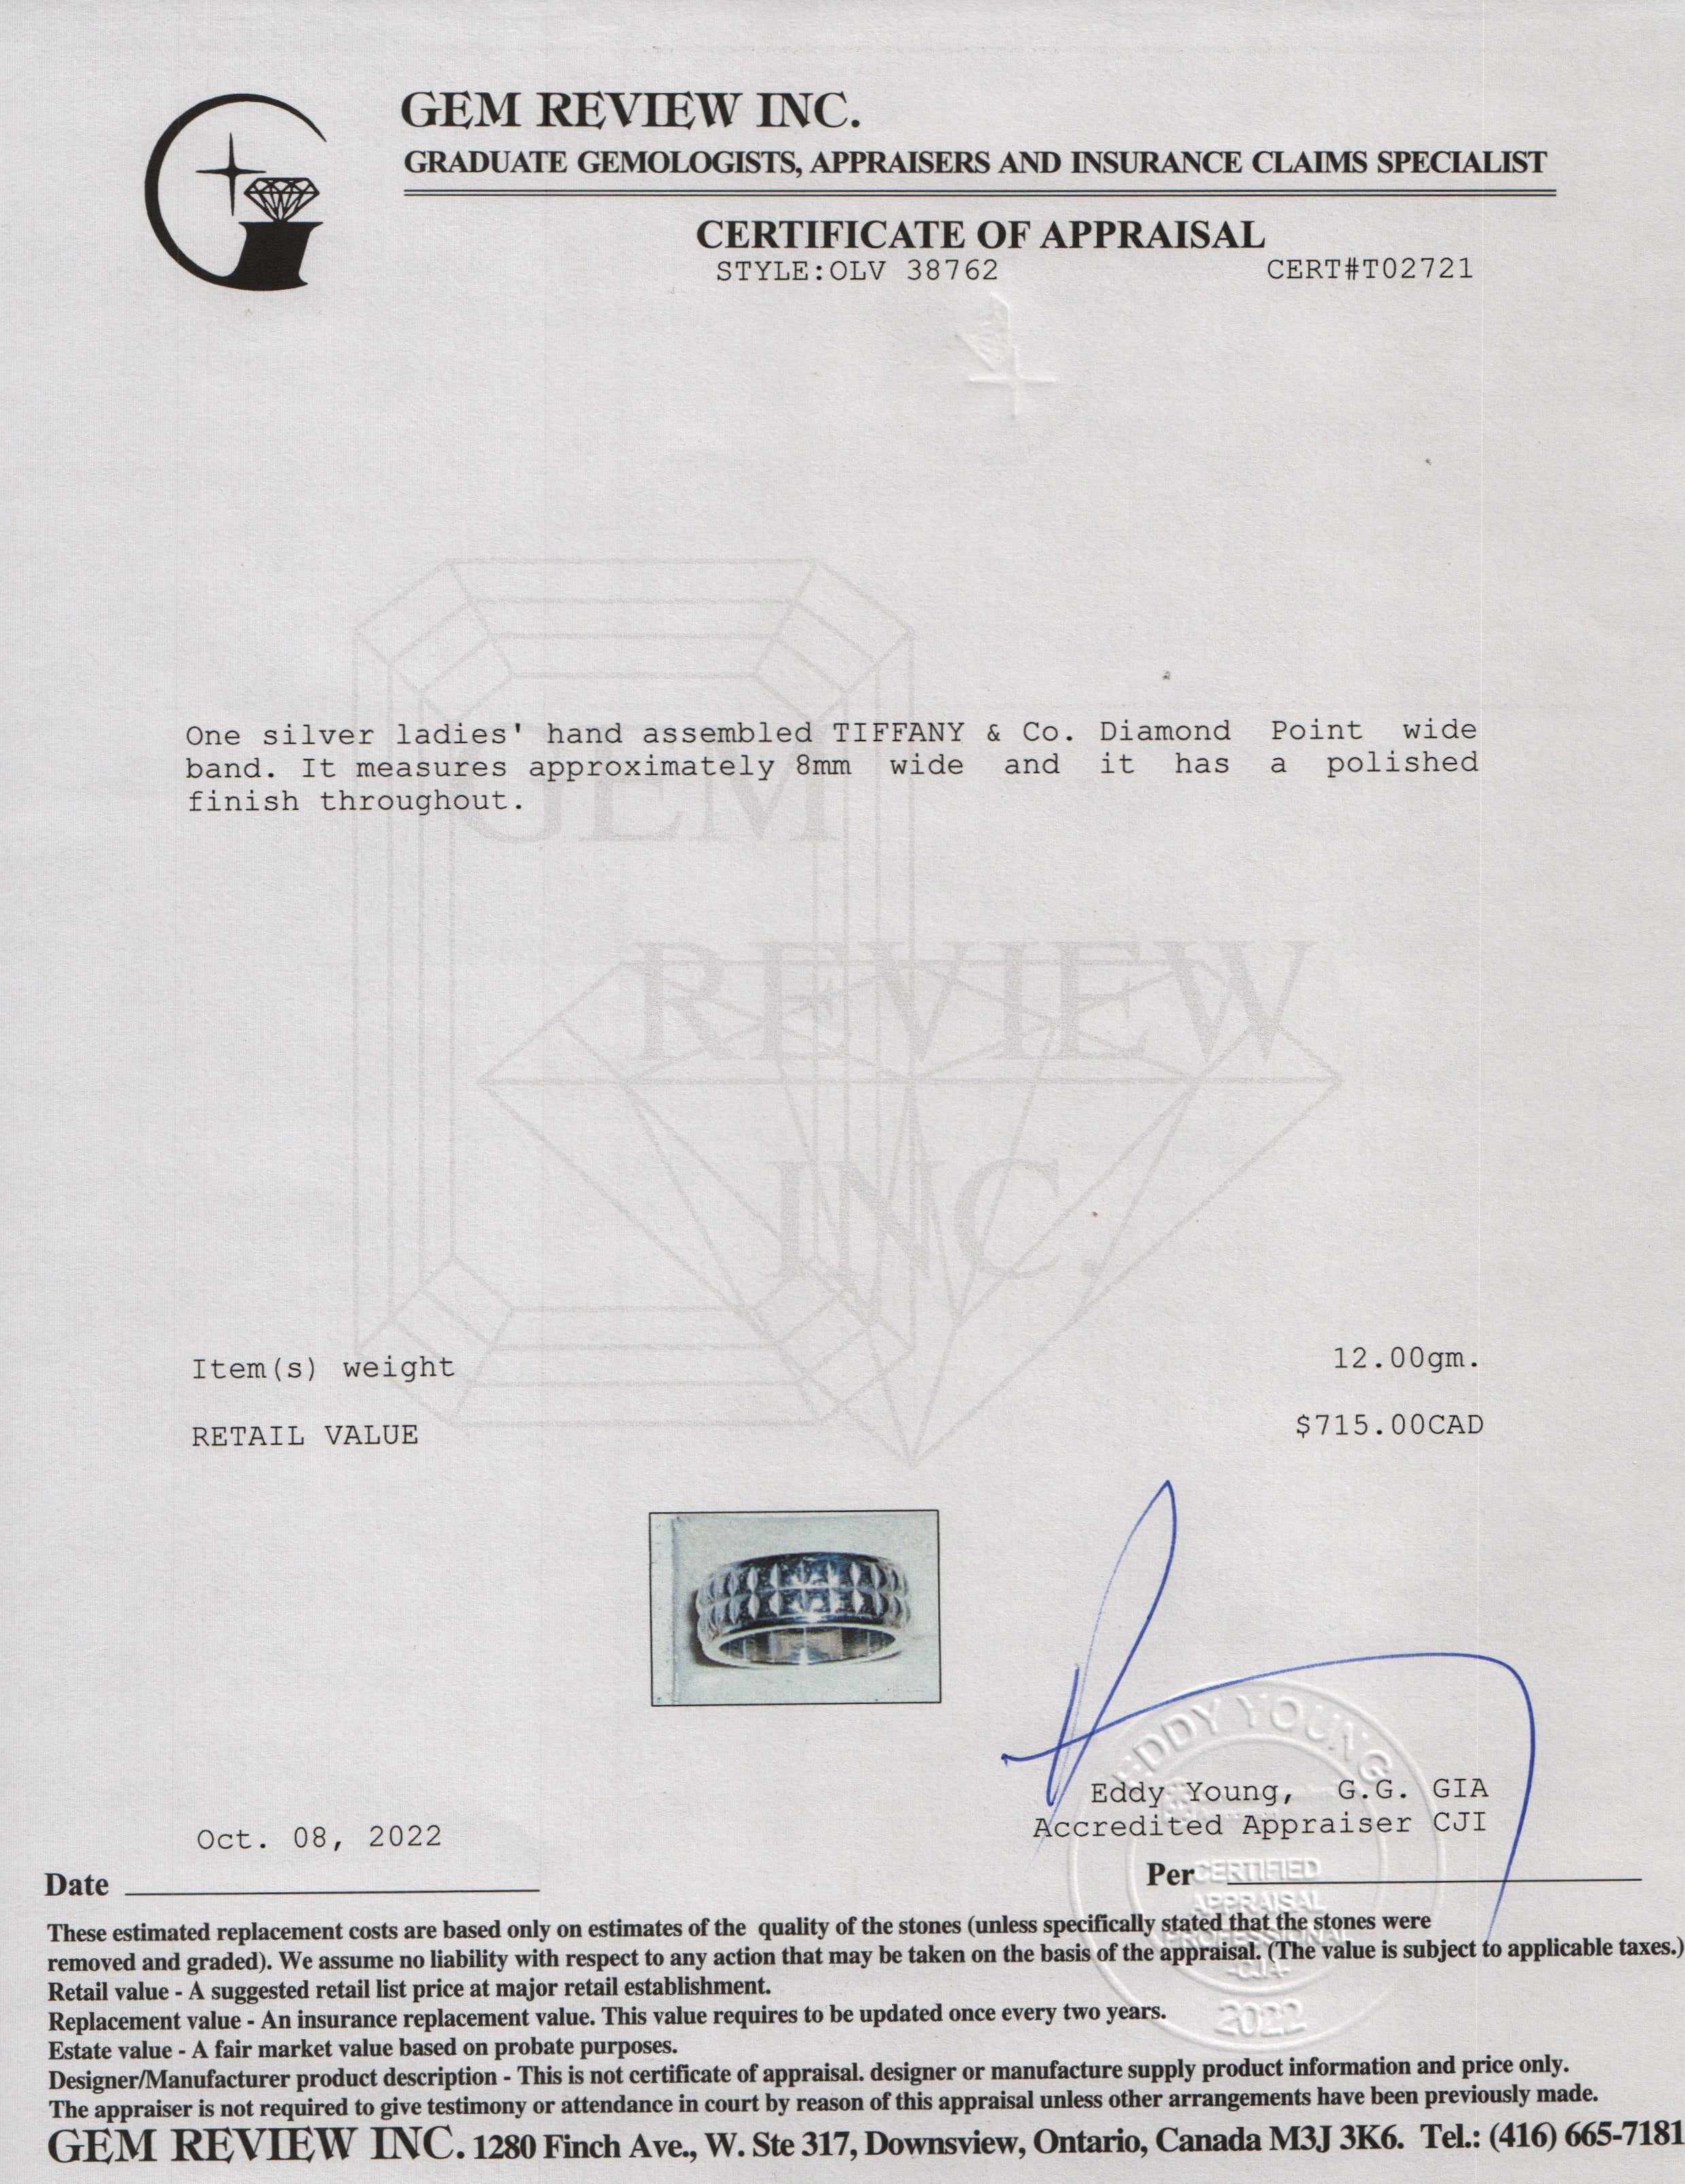 GEM REVIEW INC.
GRADUATE GEMOLOGISTS, APPRAISERS AND INSURANCE CLAIMS SPECIALIST
CERTIFICATE OF APPRAISAL
STYLE:OLV 38762 CERT#T02721
One silver ladies' hand assembled TIFFANY & Co. Diamond Point wide
band. It measures approximately 8mm wide and it has a polished
finish throughout.
GEM
REVIEW
INC.
Item(s) weight 12.00gm.
RETAIL VALUE $715.00CAD
EDDY YOUNG
Eddy Young, G.G. GIA
Accredited Appraiser CJI
Oct. 08, 2022
Date
Per
CERTIFIED
APPRAISAL
PROFESSIONAL
2022
These estimated replacement costs are based only on estimates of the quality of the stones (unless specifically stated that the stones were
removed and graded). We assume no liability with respect to any action that may be taken on the basis of the appraisal. (The value is subject to applicable taxes.)
Retail value - A suggested retail list price at major retail establishment.
Replacement value - An insurance replacement value. This value requires to be updated once every two years.
Estate value - A fair market value based on probate purposes.
Designer/Manufacturer product description - This is not certificate of appraisal. designer or manufacture supply product information and price only.
The appraiser is not required to give testimony or attendance in court by reason of this appraisal unless other arrangements have been previously made.
GEM REVIEW INC. 1280 Finch Ave., W. Ste 317, Downsview, Ontario, Canada M3J 3K6. Tel.: (416) 665-7181